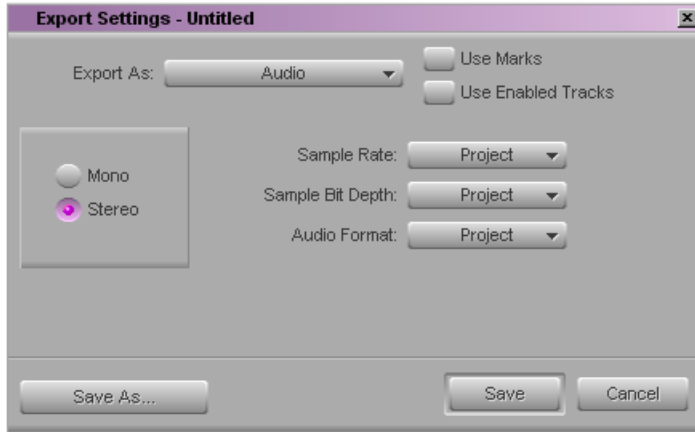 Export Settings - Untitled
Export As: Audio
Use Marks
Use Enabled Tracks
Mono
Stereo
Sample Rate: Project
Sample Bit Depth: Project
Audio Format: Project
Save As...
Save
Cancel